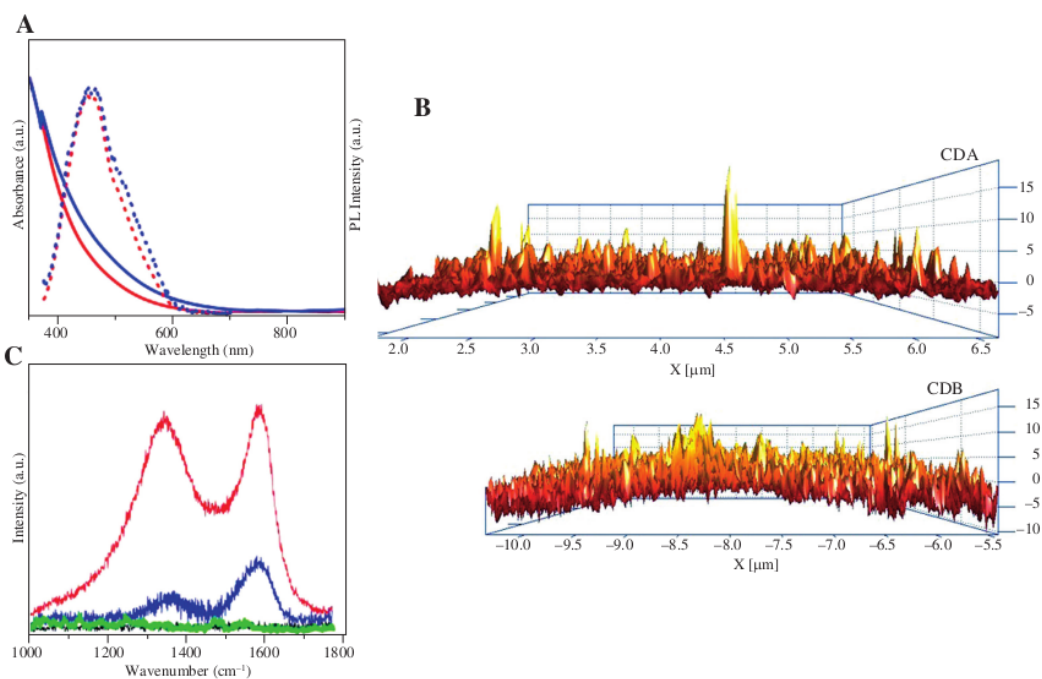 A
Absorbance (a.u.)
PL Intensity (a.u.)
400 600 800
Wavelength (nm)
B
CDA
15
10
5
0
−5
2.0 2.5 3.0 3.5 4.0 4.5 5.0 5.5 6.0 6.5
X [μm]
CDB
15
10
5
0
−5
−10
−10.0 −9.5 −9.0 −8.5 −8.0 −7.0 −6.5 −6.0 −5.5
X [μm]
C
Intensity (a.u.)
1000 1200 1400 1600 1800
Wavenumber (cm⁻¹)